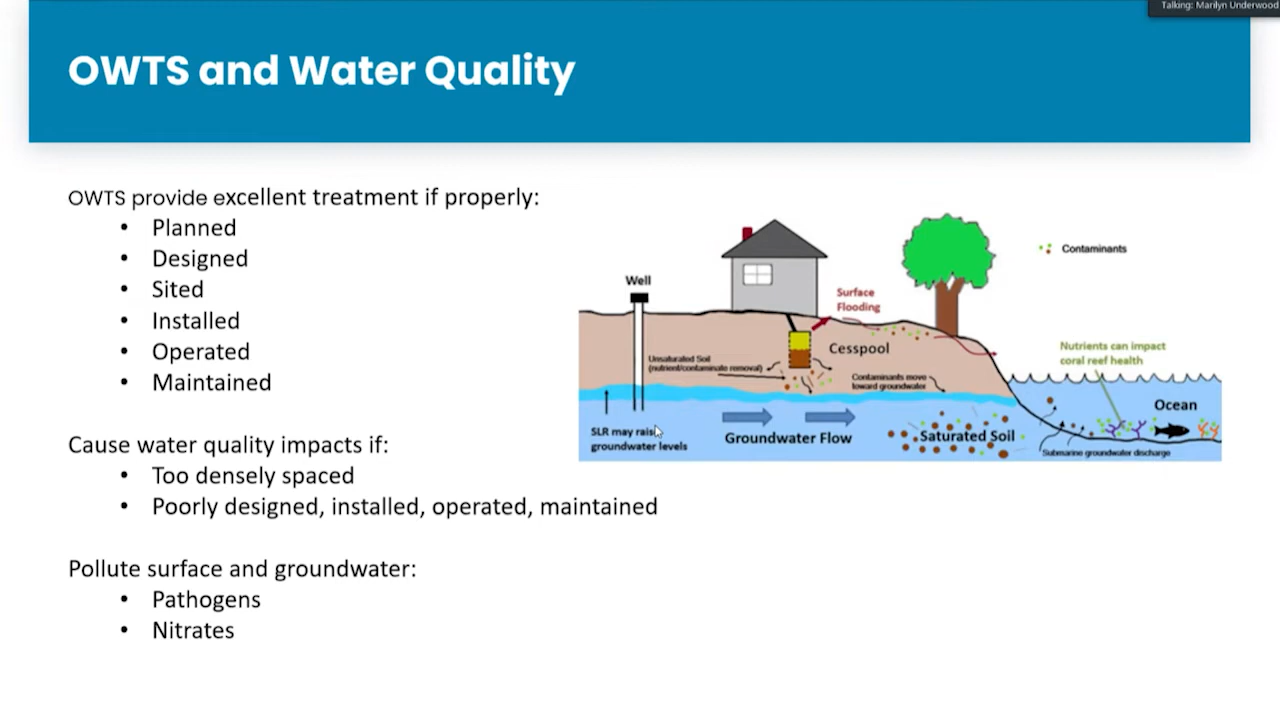 Talking: Marilyn Underwood
OWTS and Water Quality
OWTS provide excellent treatment if properly:
• Planned
• Designed
• Sited
• Installed
• Operated
• Maintained
Cause water quality impacts if:
• Too densely spaced
• Poorly designed, installed, operated, maintained
Pollute surface and groundwater:
• Pathogens
• Nitrates
Contaminants
Well
Surface
Flooding
Cesspool
Unsaturated Soil
(nutrient/contaminate removal)
Contaminants move
toward groundwater
Nutrients can impact
coral reef health
Ocean
SLR may raise
groundwater levels
Groundwater Flow
Saturated Soil
Submarine groundwater discharge